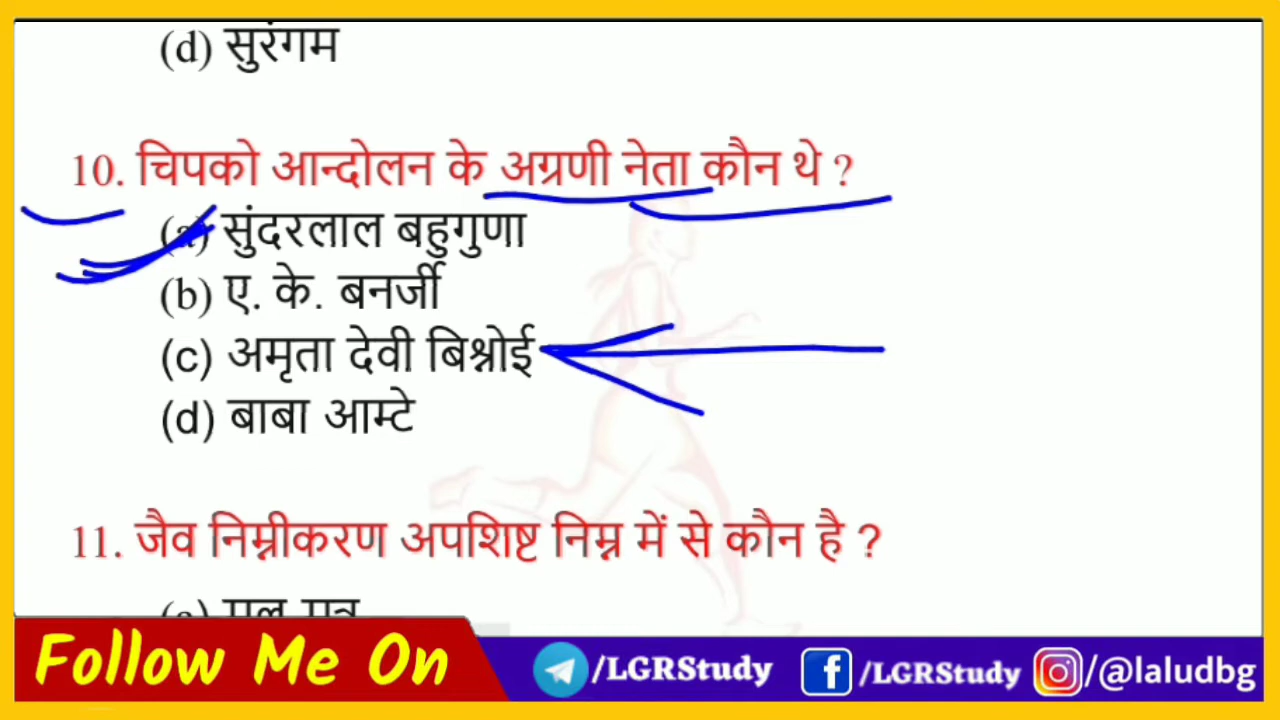 (d) सुरंगम
10. चिपको आन्दोलन के अग्रणी नेता कौन थे ?
(a) सुंदरलाल बहुगुणा
(b) ए. के. बनर्जी
(c) अमृता देवी बिश्नोई
(d) बाबा आम्टे
11. जैव निम्नीकरण अपशिष्ट निम्न में से कौन है ?
(a) मल-मूत्र
Follow Me On /LGRStudy /LGRStudy /@laludbg